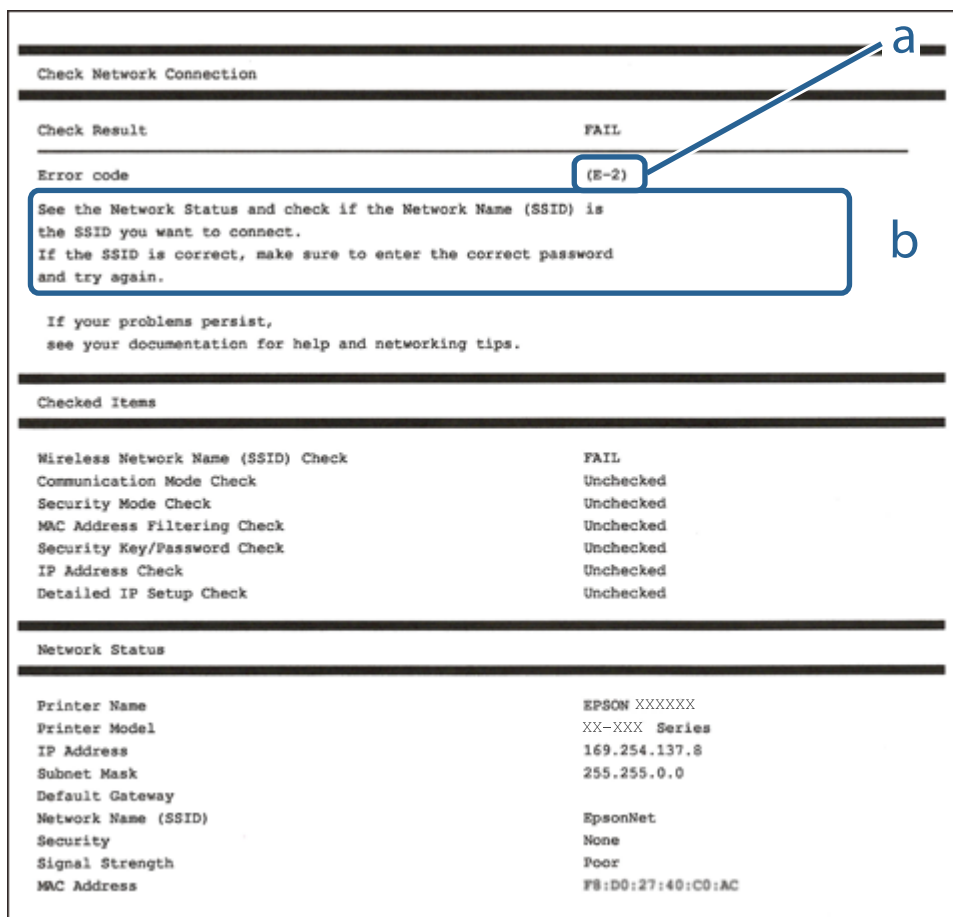 a
Check Network Connection
Check Result FAIL
Error code (E-2)
See the Network Status and check if the Network Name (SSID) is
the SSID you want to connect.
If the SSID is correct, make sure to enter the correct password
and try again.
b
If your problems persist,
see your documentation for help and networking tips.
Checked Items
Wireless Network Name (SSID) Check FAIL
Communication Mode Check Unchecked
Security Mode Check Unchecked
MAC Address Filtering Check Unchecked
Security Key/Password Check Unchecked
IP Address Check Unchecked
Detailed IP Setup Check Unchecked
Network Status
Printer Name EPSON XXXXXX
Printer Model XX-XXX Series
IP Address 169.254.137.8
Subnet Mask 255.255.0.0
Default Gateway
Network Name (SSID) EpsonNet
Security None
Signal Strength Poor
MAC Address F8:D0:27:40:C0:AC